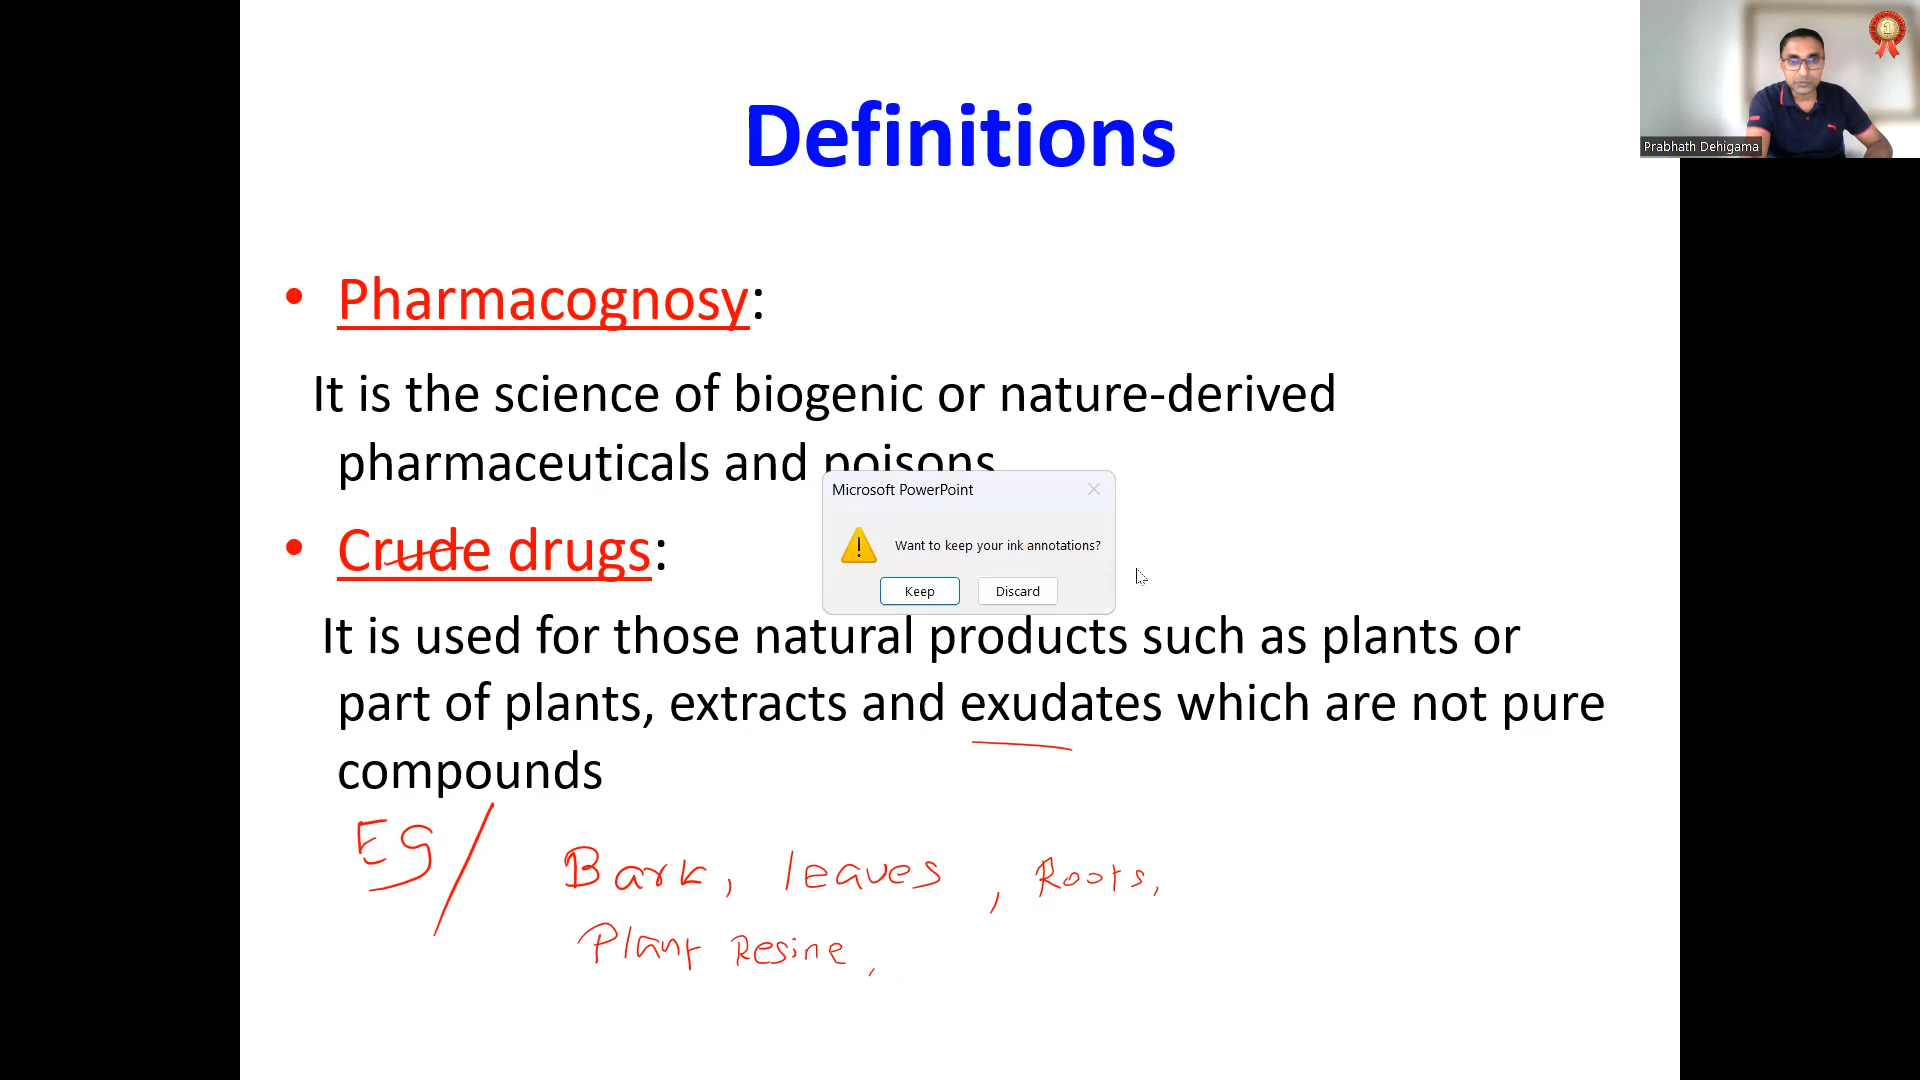 Definitions
Prabhath Dehigama
• Pharmacognosy:
It is the science of biogenic or nature-derived
pharmaceuticals and poisons
Microsoft PowerPoint
Want to keep your ink annotations?
Keep Discard
• Crude drugs:
It is used for those natural products such as plants or
part of plants, extracts and exudates which are not pure
compounds
EG/ Bark, leaves, Roots,
Plant Resine,